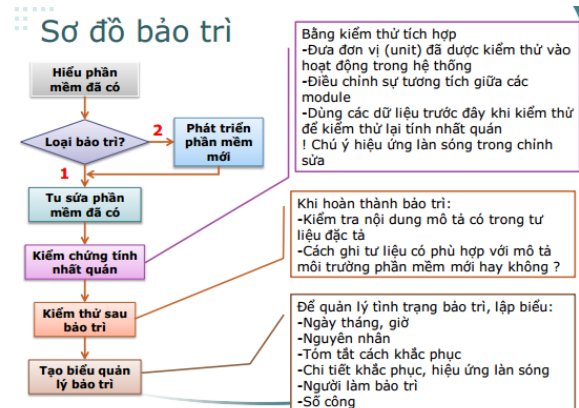 Sơ đồ bảo trì
Hiểu phần
mềm đã có
Loại bảo trì?
2
Phát triển
phần mềm
mới
1
Tu sửa phần
mềm đã có
Kiểm chứng tính
nhất quán
Kiểm thử sau
bảo trì
Tạo biểu quản
lý bảo trì
Bằng kiểm thử tích hợp
-Đưa đơn vị (unit) đã dược kiểm thử vào
hoạt động trong hệ thống
-Điều chỉnh sự tương tích giữa các
module
-Dùng các dữ liệu trước đây khi kiểm thử
để kiểm thử lại tính nhất quán
! Chú ý hiệu ứng làn sóng trong chỉnh
sửa
Khi hoàn thành bảo trì:
-Kiểm tra nội dung mô tả có trong tư
liệu đặc tả
-Cách ghi tư liệu có phù hợp với mô tả
môi trường phần mềm mới hay không ?
Để quản lý tình trạng bảo trì, lập biểu:
-Ngày tháng, giờ
-Nguyên nhân
-Tóm tắt cách khắc phục
-Chi tiết khắc phục, hiệu ứng làn sóng
-Người làm bảo trì
-Số công